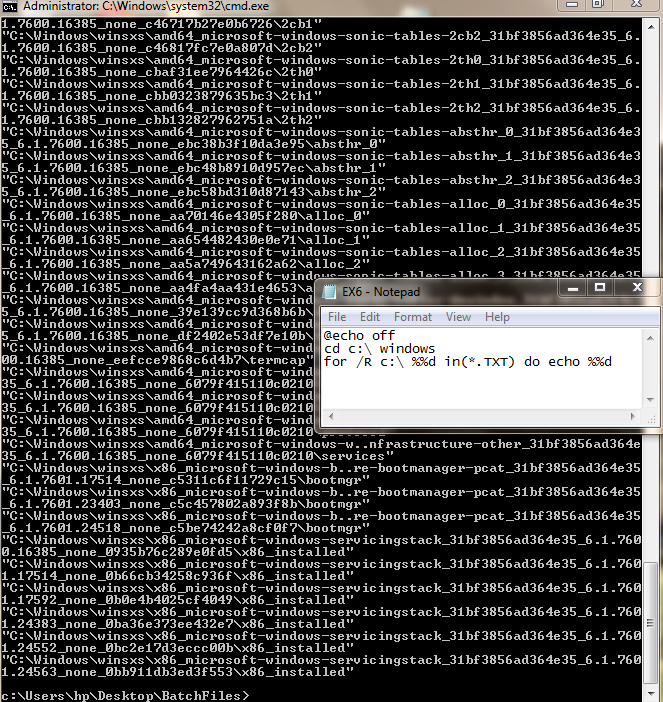 Administrator: C:\Windows\system32\cmd.exe
1.7600.16385_none_c46717b27e0b6726\2cb1"
"C:\Windows\winsxs\amd64_microsoft-windows-sonic-tables-2cb2_31bf3856ad364e35_6.
1.7600.16385_none_c46817fc7e0a807d\2cb2"
"C:\Windows\winsxs\amd64_microsoft-windows-sonic-tables-2th0_31bf3856ad364e35_6.
1.7600.16385_none_cbaf31ee7964426c\2th0"
"C:\Windows\winsxs\amd64_microsoft-windows-sonic-tables-2th1_31bf3856ad364e35_6.
1.7600.16385_none_cbb0323879635bc3\2th1"
"C:\Windows\winsxs\amd64_microsoft-windows-sonic-tables-2th2_31bf3856ad364e35_6.
1.7600.16385_none_cbb132827962751a\2th2"
"C:\Windows\winsxs\amd64_microsoft-windows-sonic-tables-absthr_0_31bf3856ad364e3
5_6.1.7600.16385_none_ebc38b3f10da3e95\absthr_0"
"C:\Windows\winsxs\amd64_microsoft-windows-sonic-tables-absthr_1_31bf3856ad364e3
5_6.1.7600.16385_none_ebc48b8910d957ec\absthr_1"
"C:\Windows\winsxs\amd64_microsoft-windows-sonic-tables-absthr_2_31bf3856ad364e3
5_6.1.7600.16385_none_ebc58bd310d87143\absthr_2"
"C:\Windows\winsxs\amd64_microsoft-windows-sonic-tables-alloc_0_31bf3856ad364e35
_6.1.7600.16385_none_aa70146e4305f280\alloc_0"
"C:\Windows\winsxs\amd64_microsoft-windows-sonic-tables-alloc_1_31bf3856ad364e35
_6.1.7600.16385_none_aa654482430e0e71\alloc_1"
"C:\Windows\winsxs\amd64_microsoft-windows-sonic-tables-alloc_2_31bf3856ad364e35
_6.1.7600.16385_none_aa5a749643162a62\alloc_2"
"C:\Windows\winsxs\amd64_microsoft-windows-sonic-tables-alloc_3_31bf3856ad364e35
_6.1.7600.16385_none_aa4fa4aa431e4653\a
"C:\Windows\winsxs\amd64_microsoft-wind
5_6.1.7600.16385_none_39e139cc9d368b6b\
"C:\Windows\winsxs\amd64_microsoft-wind
_6.1.7600.16385_none_df2402e53df7e10b\
"C:\Windows\winsxs\amd64_microsoft-wind
00.16385_none_eefcce9868c6d4b7\termcap"
"C:\Windows\winsxs\amd64_microsoft-wind
35_6.1.7600.16385_none_6079f415110c0210
"C:\Windows\winsxs\amd64_microsoft-wind
35_6.1.7600.16385_none_6079f415110c0210
"C:\Windows\winsxs\amd64_microsoft-wind
35_6.1.7600.16385_none_6079f415110c0210\protocol"
"C:\Windows\winsxs\amd64_microsoft-windows-w..nfrastructure-other_31bf3856ad364e
35_6.1.7600.16385_none_6079f415110c0210\services"
"C:\Windows\winsxs\x86_microsoft-windows-b..re-bootmanager-pcat_31bf3856ad364e35
_6.1.7601.17514_none_c5311c6f11729c15\bootmgr"
"C:\Windows\winsxs\x86_microsoft-windows-b..re-bootmanager-pcat_31bf3856ad364e35
_6.1.7601.23403_none_c5c457802a893f8b\bootmgr"
"C:\Windows\winsxs\x86_microsoft-windows-b..re-bootmanager-pcat_31bf3856ad364e35
_6.1.7601.24518_none_c5be74242a8cf0f7\bootmgr"
"C:\Windows\winsxs\x86_microsoft-windows-servicingstack_31bf3856ad364e35_6.1.760
0.16385_none_0935b76c289e0fd5\x86_installed"
"C:\Windows\winsxs\x86_microsoft-windows-servicingstack_31bf3856ad364e35_6.1.760
1.17514_none_0b66cb34258c936f\x86_installed"
"C:\Windows\winsxs\x86_microsoft-windows-servicingstack_31bf3856ad364e35_6.1.760
1.17592_none_0b0e4b4025cf4049\x86_installed"
"C:\Windows\winsxs\x86_microsoft-windows-servicingstack_31bf3856ad364e35_6.1.760
1.24383_none_0ba36e373ee432e7\x86_installed"
"C:\Windows\winsxs\x86_microsoft-windows-servicingstack_31bf3856ad364e35_6.1.760
1.24552_none_0bc2e17d3eccc00b\x86_installed"
"C:\Windows\winsxs\x86_microsoft-windows-servicingstack_31bf3856ad364e35_6.1.760
1.24563_none_0bb911db3ed3f553\x86_installed"
c:\Users\hp\Desktop\BatchFiles>
EX6 - Notepad
File Edit Format View Help
@echo off
cd c:\ windows
for /R c:\ %%d in(*.TXT) do echo %%d